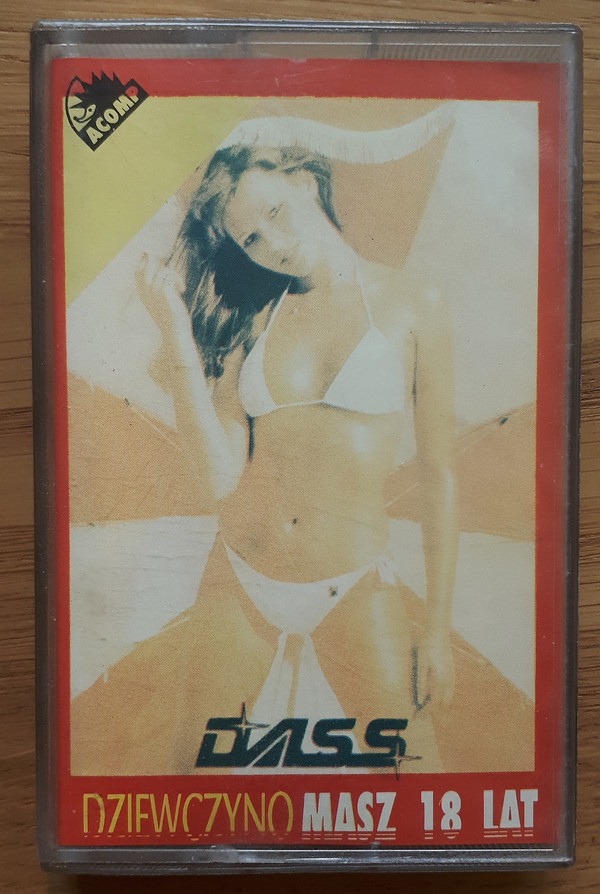 ACOMP
DASS
DZIEWCZYNO MASZ 18 LAT